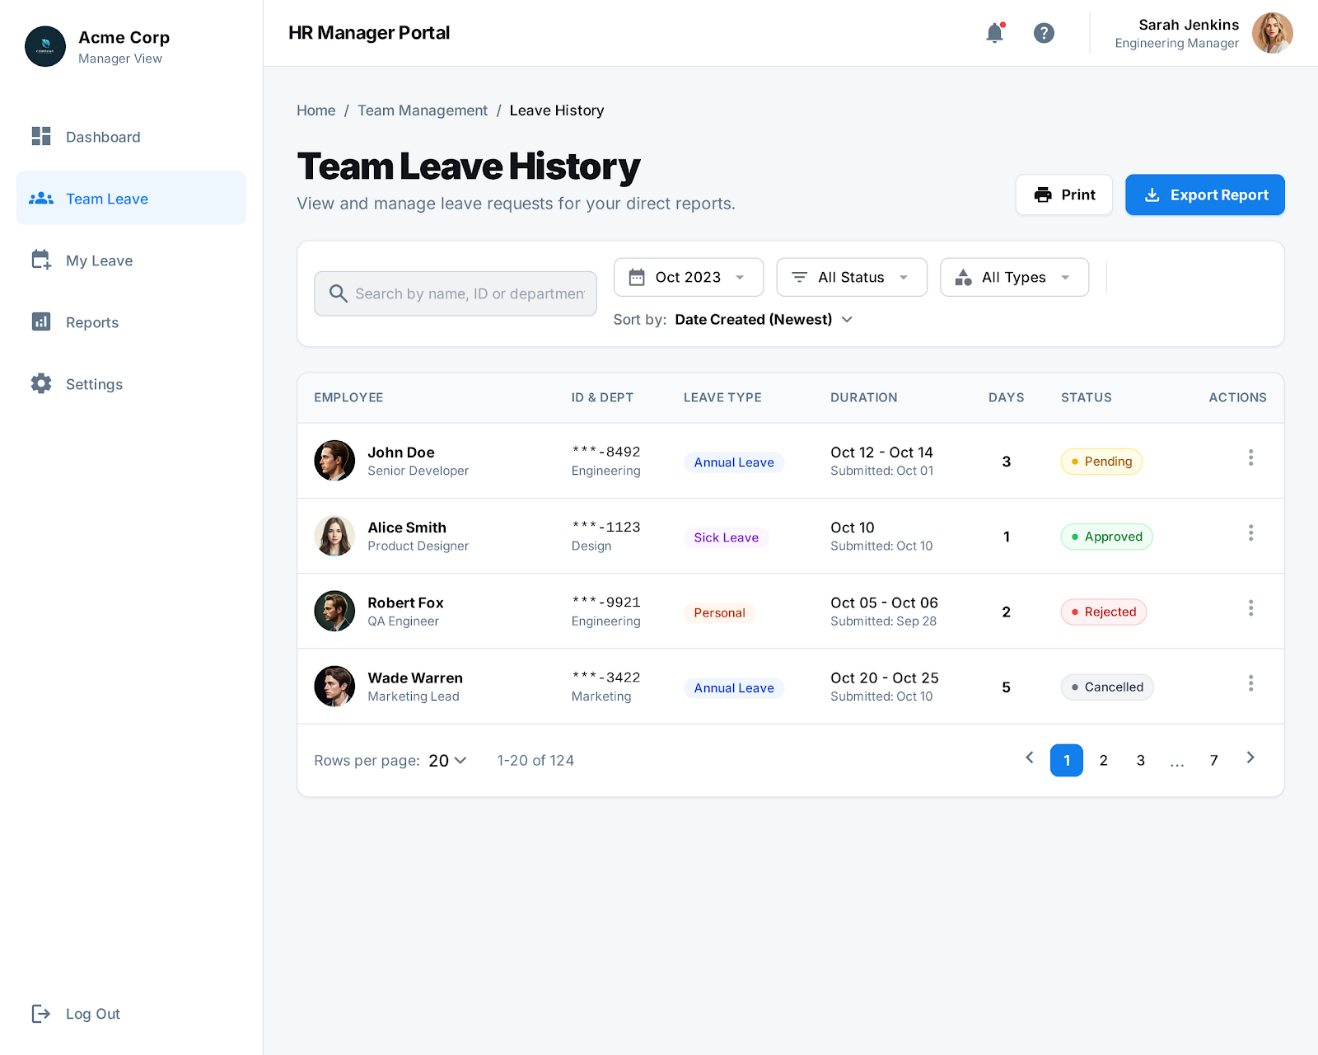 Acme Corp
Manager View
Dashboard
Team Leave
My Leave
Reports
Settings
Log Out
HR Manager Portal
Sarah Jenkins
Engineering Manager
Home / Team Management / Leave History
Team Leave History
View and manage leave requests for your direct reports.
Print
Export Report
Search by name, ID or department
Oct 2023
All Status
All Types
Sort by: Date Created (Newest)
EMPLOYEE ID & DEPT LEAVE TYPE DURATION DAYS STATUS ACTIONS
John Doe ***-8492 Annual Leave Oct 12 - Oct 14 3 Pending
Senior Developer Engineering Submitted: Oct 01
Alice Smith ***-1123 Sick Leave Oct 10 1 Approved
Product Designer Design Submitted: Oct 10
Robert Fox ***-9921 Personal Oct 05 - Oct 06 2 Rejected
QA Engineer Engineering Submitted: Sep 28
Wade Warren ***-3422 Annual Leave Oct 20 - Oct 25 5 Cancelled
Marketing Lead Marketing Submitted: Oct 10
Rows per page: 20 1-20 of 124 1 2 3 ... 7